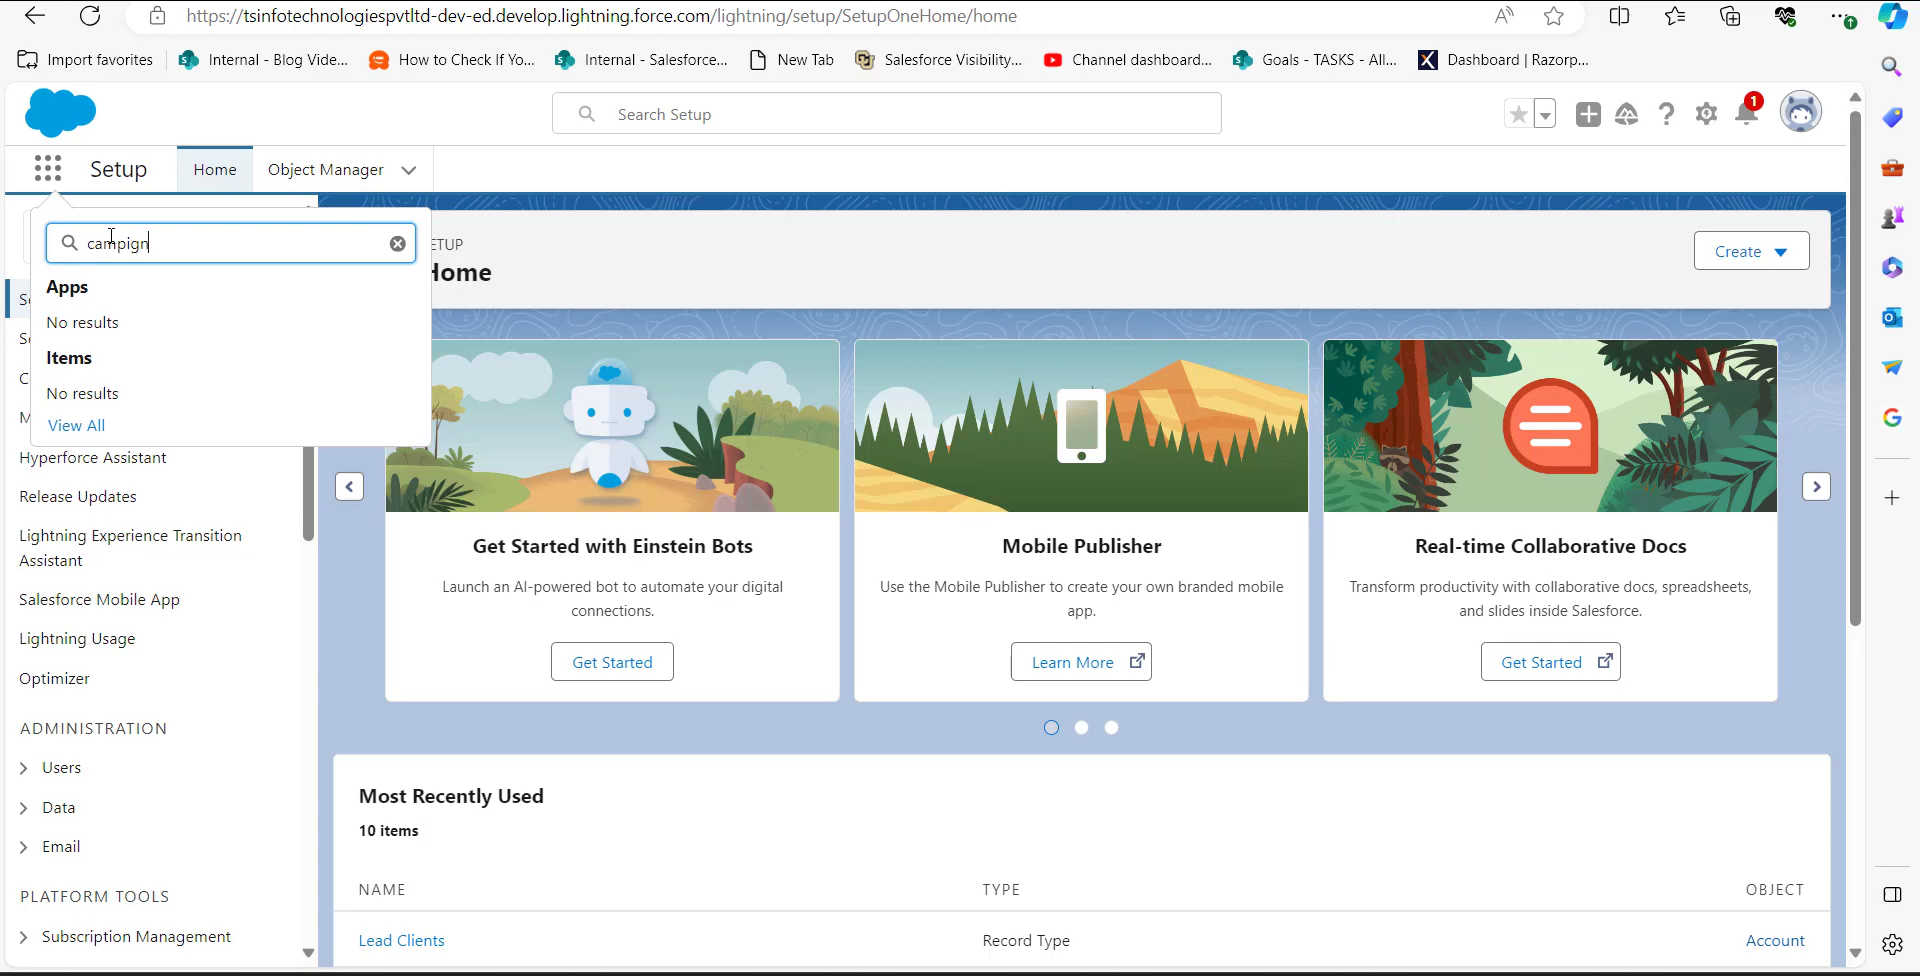 https://tsinfotechnologiespvtltd-dev-ed.develop.lightning.force.com/lightning/setup/SetupOneHome/home
Import favorites
Internal - Blog Vide...
How to Check If Yo...
Internal - Salesforce...
New Tab
Salesforce Visibility...
Channel dashboard...
Goals - TASKS - All...
Dashboard | Razorp...
Search Setup
1
Setup
Home
Object Manager
campign
Apps
No results
Items
No results
View All
ETUP
Home
Create
Hyperforce Assistant
Release Updates
Lightning Experience Transition
Assistant
Salesforce Mobile App
Lightning Usage
Optimizer
ADMINISTRATION
Users
Data
Email
PLATFORM TOOLS
Subscription Management
Get Started with Einstein Bots
Launch an AI-powered bot to automate your digital
connections.
Get Started
Mobile Publisher
Use the Mobile Publisher to create your own branded mobile
app.
Learn More
Real-time Collaborative Docs
Transform productivity with collaborative docs, spreadsheets,
and slides inside Salesforce.
Get Started
Most Recently Used
10 items
NAME TYPE OBJECT
Lead Clients Record Type Account